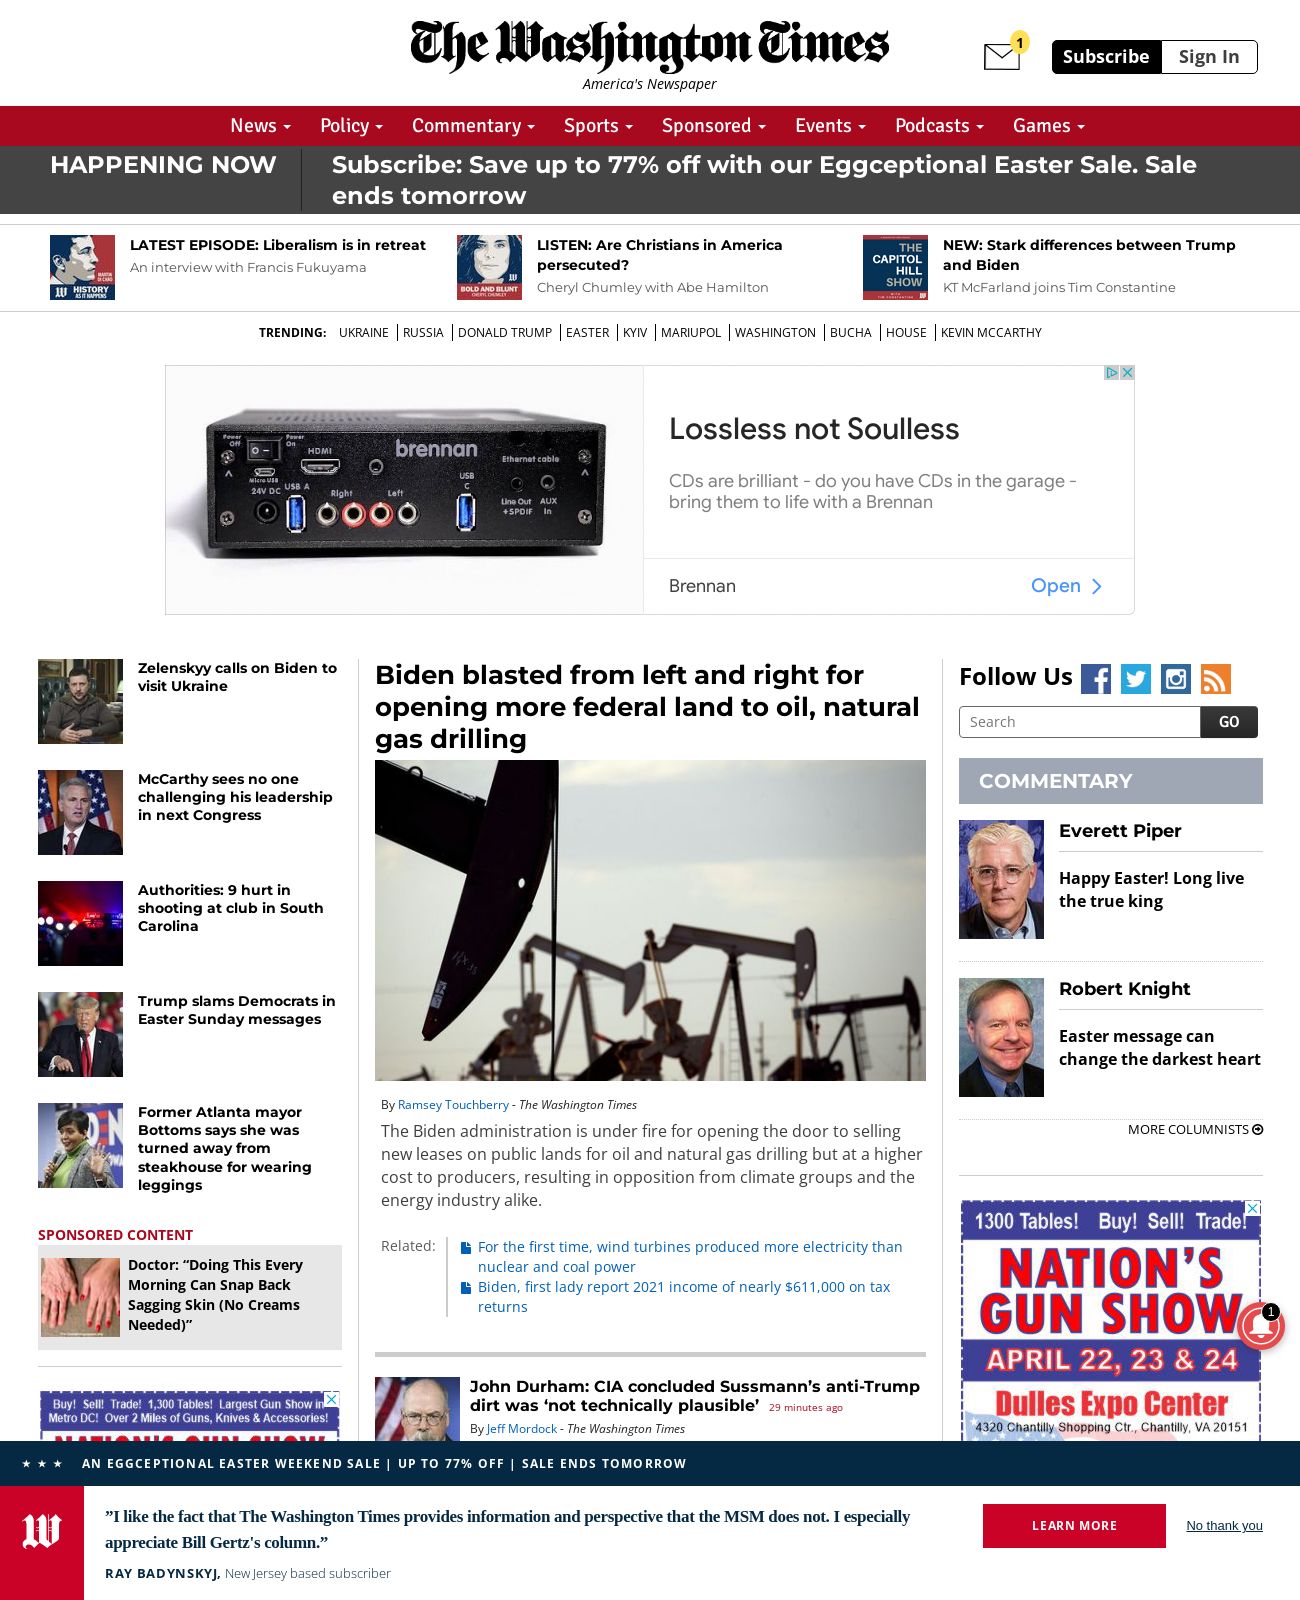 The Washington Times
America's Newspaper
1
Subscribe
Sign In
News
Policy
Commentary
Sports
Sponsored
Events
Podcasts
Games
HAPPENING NOW
Subscribe: Save up to 77% off with our Eggceptional Easter Sale. Sale
ends tomorrow
MARTIN
DI CARO
HISTORY
AS IT HAPPENS
LATEST EPISODE: Liberalism is in retreat
An interview with Francis Fukuyama
BOLD AND BLUNT
CHERYL CHUMLEY
LISTEN: Are Christians in America
persecuted?
Cheryl Chumley with Abe Hamilton
THE
CAPITOL
HILL
SHOW
WITH
TIM CONSTANTINE
NEW: Stark differences between Trump
and Biden
KT McFarland joins Tim Constantine
TRENDING:
UKRAINE
RUSSIA
DONALD TRUMP
EASTER
KYIV
MARIUPOL
WASHINGTON
BUCHA
HOUSE
KEVIN MCCARTHY
Power
Off
Power
On
HDMI
brennan
Ethernet cable
Micro USB
24V DC
USB A
Right
Left
USB
C
Line Out
+SPDIF
AUX
In
Lossless not Soulless
CDs are brilliant - do you have CDs in the garage -
bring them to life with a Brennan
Brennan
Open
Zelenskyy calls on Biden to
visit Ukraine
McCarthy sees no one
challenging his leadership
in next Congress
Authorities: 9 hurt in
shooting at club in South
Carolina
Trump slams Democrats in
Easter Sunday messages
Former Atlanta mayor
Bottoms says she was
turned away from
steakhouse for wearing
leggings
SPONSORED CONTENT
Doctor: “Doing This Every
Morning Can Snap Back
Sagging Skin (No Creams
Needed)”
Buy! Sell! Trade! 1,300 Tables! Largest Gun Show in
Metro DC! Over 2 Miles of Guns, Knives & Accessories!
Biden blasted from left and right for
opening more federal land to oil, natural
gas drilling
By Ramsey Touchberry - The Washington Times
The Biden administration is under fire for opening the door to selling
new leases on public lands for oil and natural gas drilling but at a higher
cost to producers, resulting in opposition from climate groups and the
energy industry alike.
Related:
For the first time, wind turbines produced more electricity than
nuclear and coal power
Biden, first lady report 2021 income of nearly $611,000 on tax
returns
John Durham: CIA concluded Sussmann’s anti-Trump
dirt was ‘not technically plausible’ 29 minutes ago
By Jeff Mordock - The Washington Times
Follow Us
Search
GO
COMMENTARY
Everett Piper
Happy Easter! Long live
the true king
Robert Knight
Easter message can
change the darkest heart
MORE COLUMNISTS
1300 Tables! Buy! Sell! Trade!
NATION'S
GUN SHOW
APRIL 22, 23 & 24
Dulles Expo Center
4320 Chantilly Shopping Ctr., Chantilly, VA 20151
1
★ ★ ★ AN EGGCEPTIONAL EASTER WEEKEND SALE | UP TO 77% OFF | SALE ENDS TOMORROW
W
”I like the fact that The Washington Times provides information and perspective that the MSM does not. I especially
appreciate Bill Gertz's column.”
RAY BADYNSKYJ, New Jersey based subscriber
LEARN MORE
No thank you